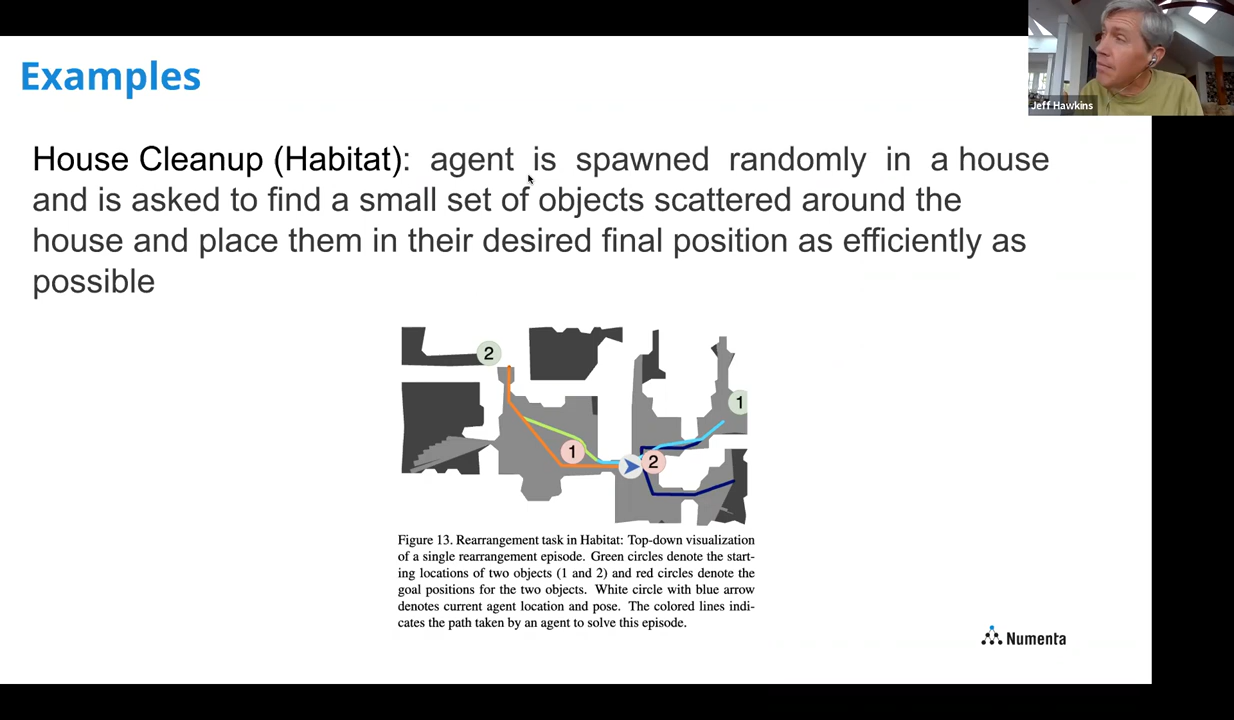 Examples
Jeff Hawkins
House Cleanup (Habitat): agent is spawned randomly in a house
and is asked to find a small set of objects scattered around the
house and place them in their desired final position as efficiently as
possible
2
1
1
2
Figure 13. Rearrangement task in Habitat: Top-down visualization
of a single rearrangement episode. Green circles denote the start-
ing locations of two objects (1 and 2) and red circles denote the
goal positions for the two objects. White circle with blue arrow
denotes current agent location and pose. The colored lines indi-
cates the path taken by an agent to solve this episode.
Numenta